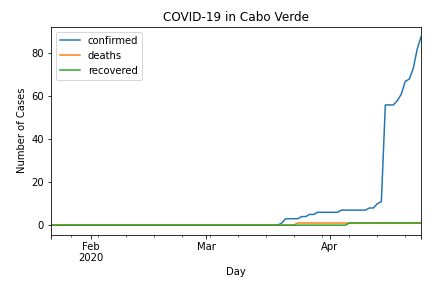 COVID-19 in Cabo Verde
confirmed
deaths
recovered
Number of Cases
80
60
40
20
0
Feb
2020
Mar
Apr
Day